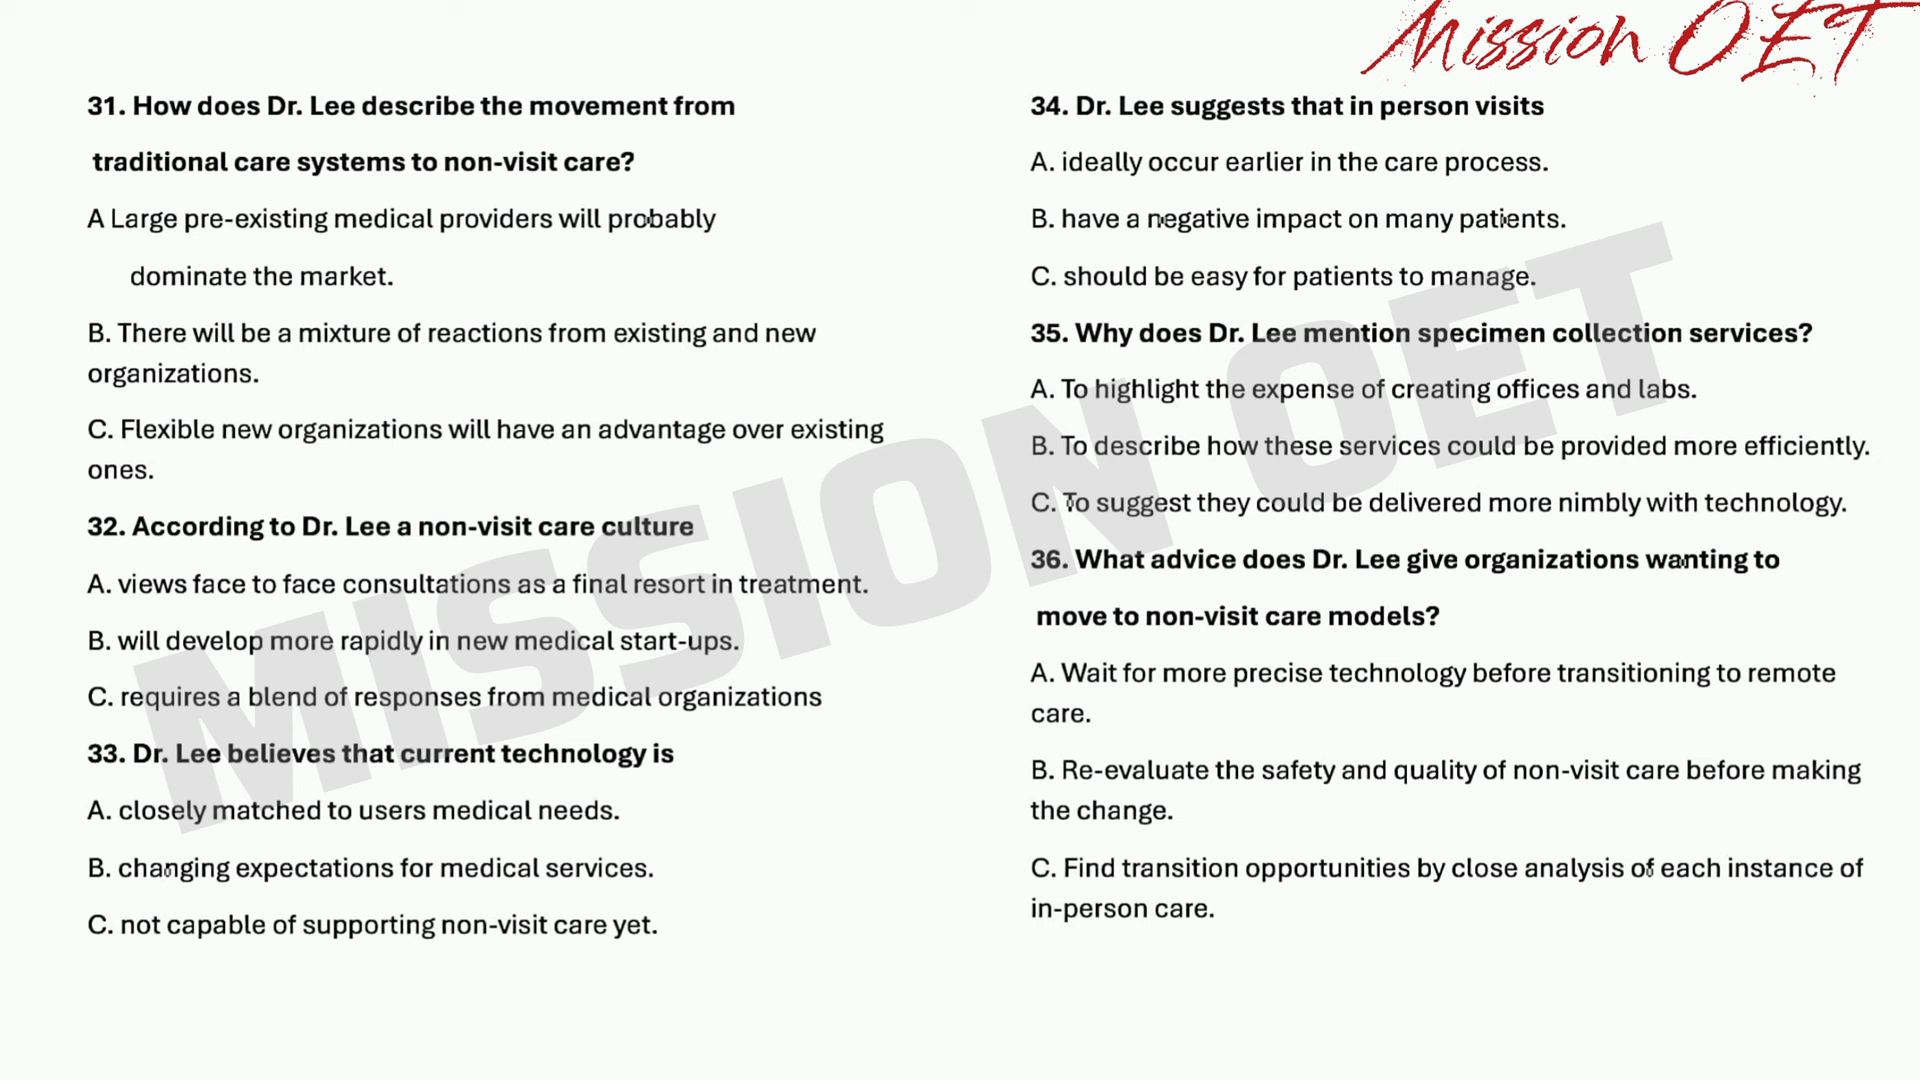 Mission OET
31. How does Dr. Lee describe the movement from
traditional care systems to non-visit care?
A Large pre-existing medical providers will probably
dominate the market.
B. There will be a mixture of reactions from existing and new
organizations.
C. Flexible new organizations will have an advantage over existing
ones.
32. According to Dr. Lee a non-visit care culture
A. views face to face consultations as a final resort in treatment.
B. will develop more rapidly in new medical start-ups.
C. requires a blend of responses from medical organizations
33. Dr. Lee believes that current technology is
A. closely matched to users medical needs.
B. changing expectations for medical services.
C. not capable of supporting non-visit care yet.
34. Dr. Lee suggests that in person visits
A. ideally occur earlier in the care process.
B. have a negative impact on many patients.
C. should be easy for patients to manage.
35. Why does Dr. Lee mention specimen collection services?
A. To highlight the expense of creating offices and labs.
B. To describe how these services could be provided more efficiently.
C. To suggest they could be delivered more nimbly with technology.
36. What advice does Dr. Lee give organizations wanting to
move to non-visit care models?
A. Wait for more precise technology before transitioning to remote
care.
B. Re-evaluate the safety and quality of non-visit care before making
the change.
C. Find transition opportunities by close analysis of each instance of
in-person care.
MISSION OET